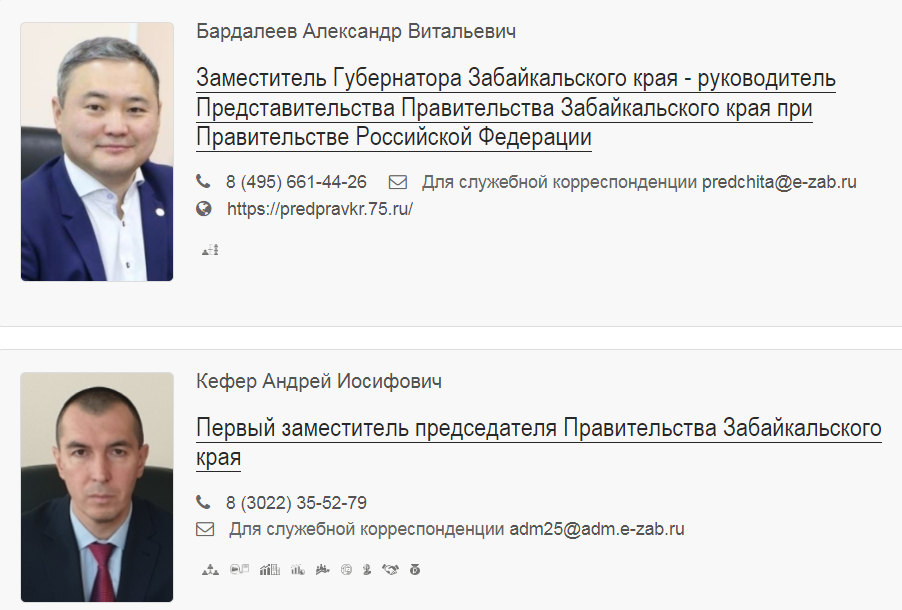 Бардалеев Александр Витальевич
Заместитель Губернатора Забайкальского края - руководитель
Представительства Правительства Забайкальского края при
Правительстве Российской Федерации
8 (495) 661-44-26 Для служебной корреспонденции predchita@e-zab.ru
https://predpravkr.75.ru/
Кефер Андрей Иосифович
Первый заместитель председателя Правительства Забайкальского
края
8 (3022) 35-52-79
Для служебной корреспонденции adm25@adm.e-zab.ru